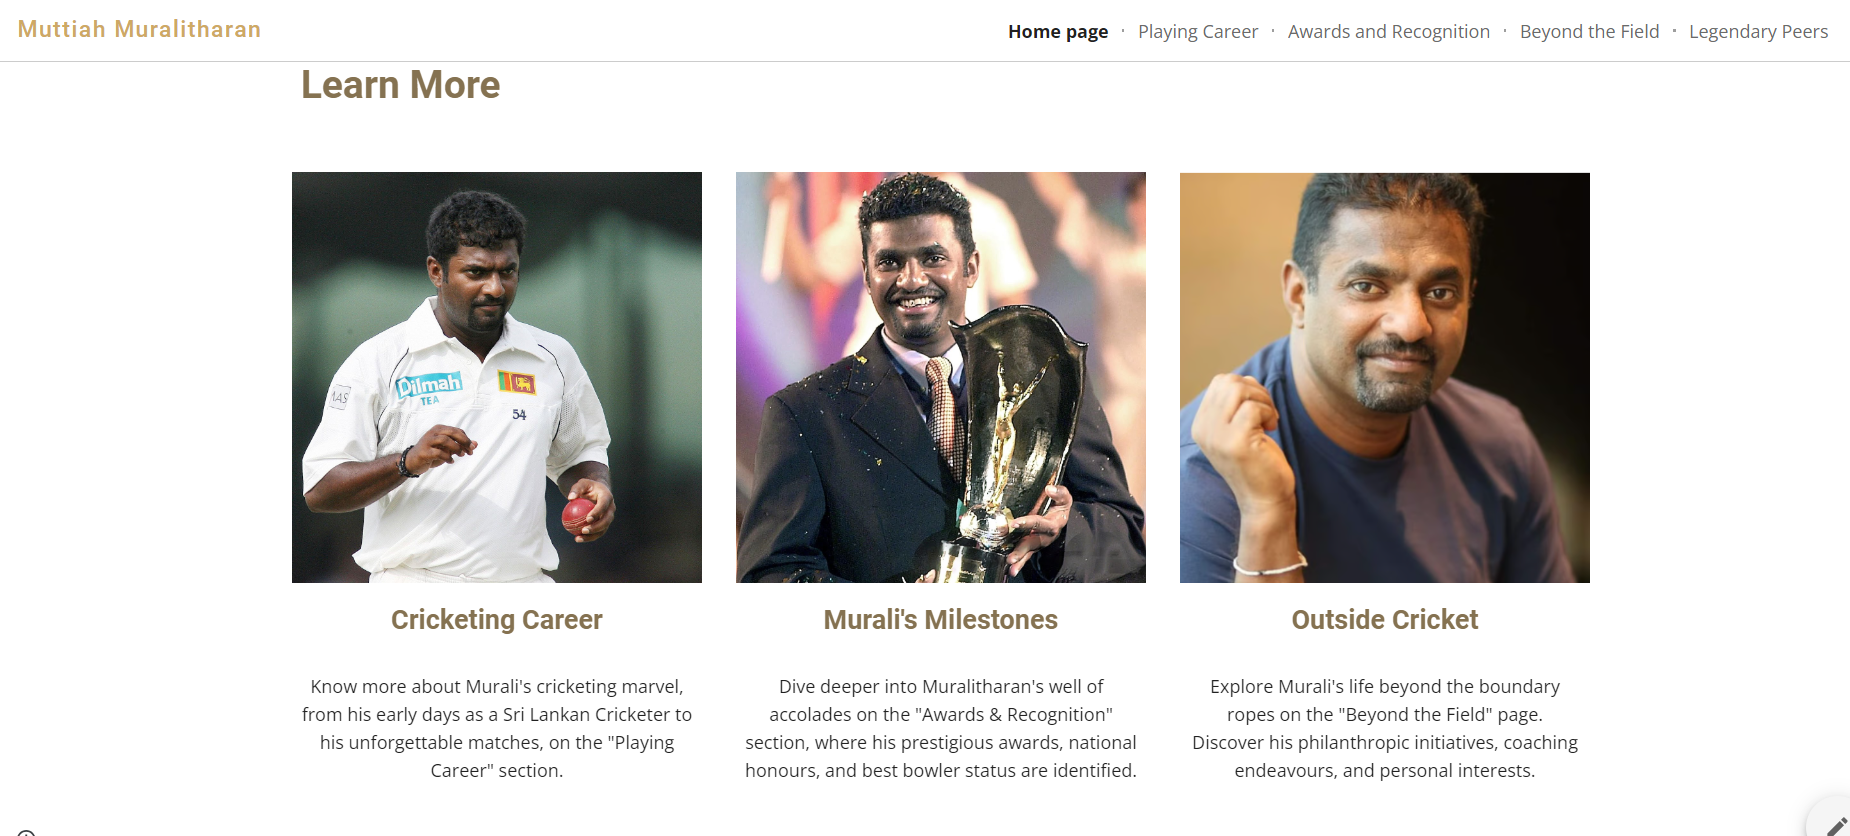 Muttiah Muralitharan
Home page · Playing Career · Awards and Recognition · Beyond the Field · Legendary Peers
Learn More
MAS
Dilmah
TEA
54
Cricketing Career
Know more about Murali's cricketing marvel,
from his early days as a Sri Lankan Cricketer to
his unforgettable matches, on the "Playing
Career" section.
Murali's Milestones
Dive deeper into Muralitharan's well of
accolades on the "Awards & Recognition"
section, where his prestigious awards, national
honours, and best bowler status are identified.
Outside Cricket
Explore Murali's life beyond the boundary
ropes on the "Beyond the Field" page.
Discover his philanthropic initiatives, coaching
endeavours, and personal interests.